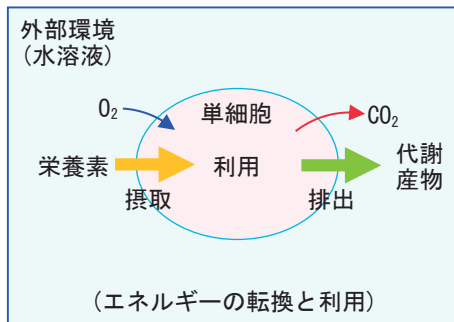 外部環境
(水溶液)
O₂
単細胞
CO₂
栄養素
利用
代謝
産物
摂取
排出
(エネルギーの転換と利用)